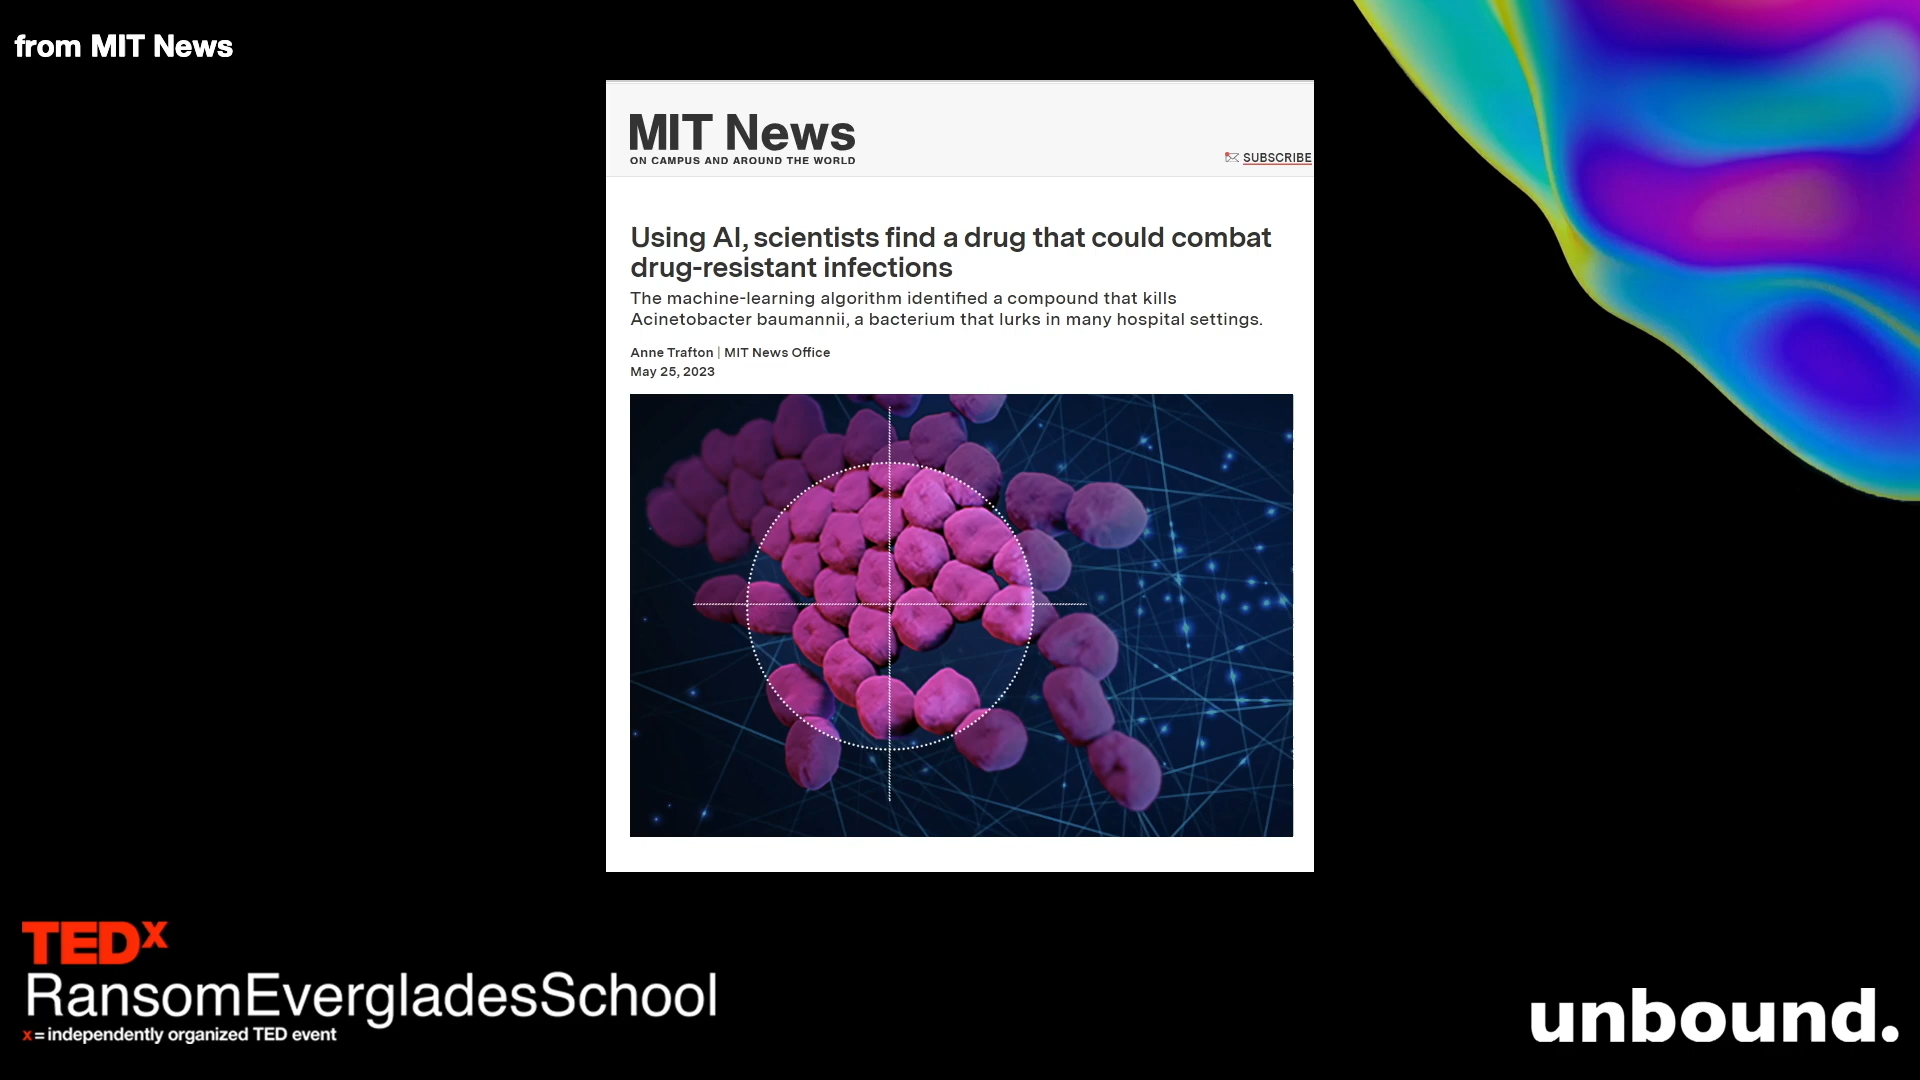 from MIT News
MIT News
ON CAMPUS AND AROUND THE WORLD
SUBSCRIBE
Using AI, scientists find a drug that could combat
drug-resistant infections
The machine-learning algorithm identified a compound that kills
Acinetobacter baumannii, a bacterium that lurks in many hospital settings.
Anne Trafton | MIT News Office
May 25, 2023
TEDx
RansomEvergladesSchool
x = independently organized TED event
unbound.